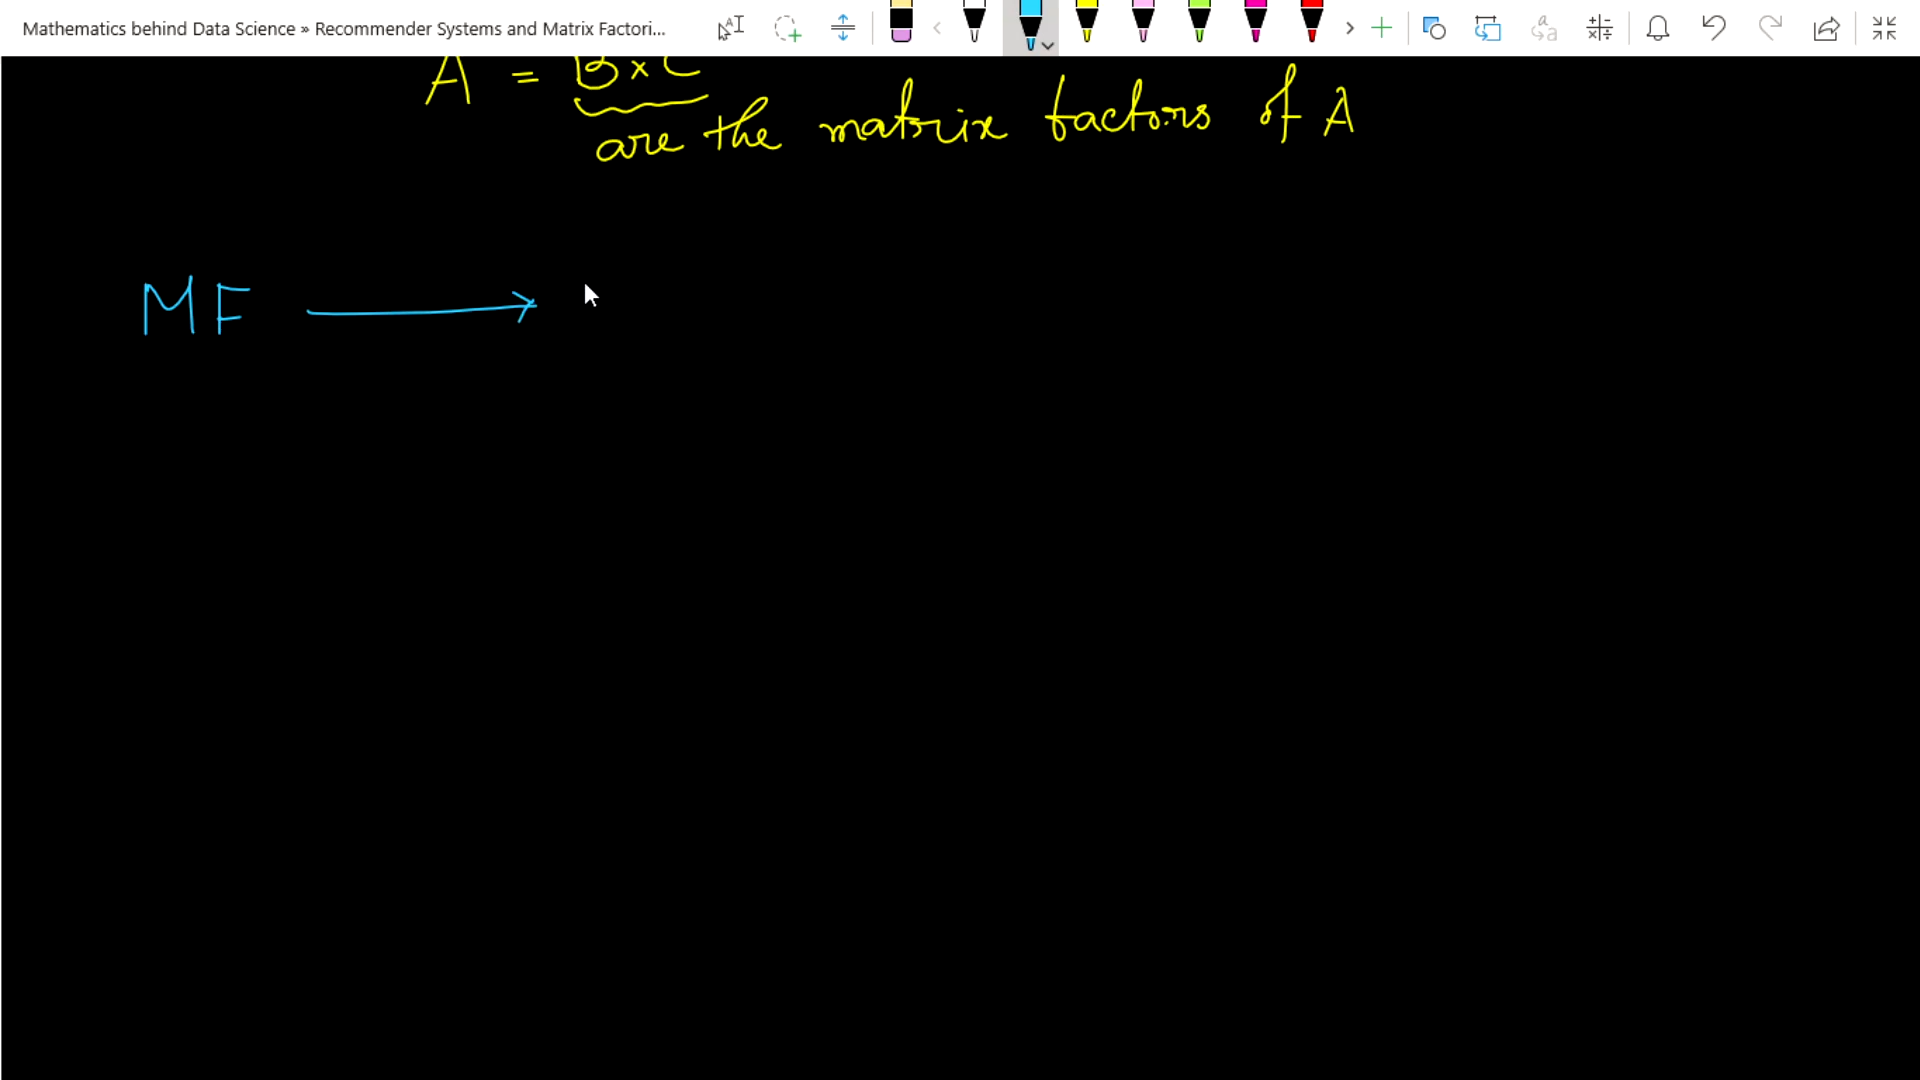 Mathematics behind Data Science » Recommender Systems and Matrix Factori...
A = B × C
are the matrix factors of A
MF